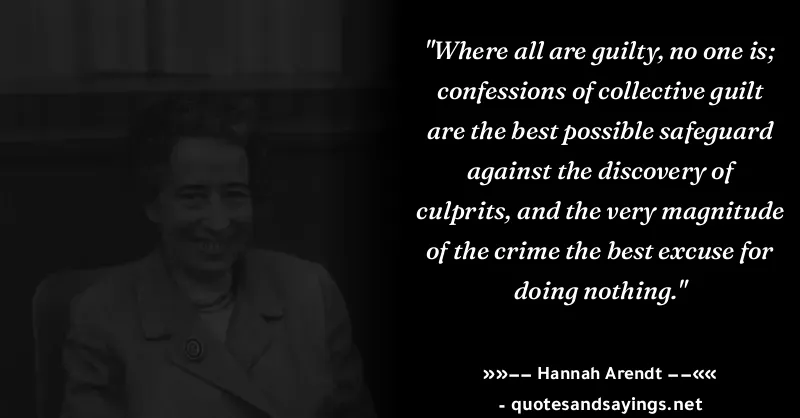 "Where all are guilty, no one is;
confessions of collective guilt
are the best possible safeguard
against the discovery of
culprits, and the very magnitude
of the crime the best excuse for
doing nothing."
»»–– Hannah Arendt ––««
- quotesandsayings.net